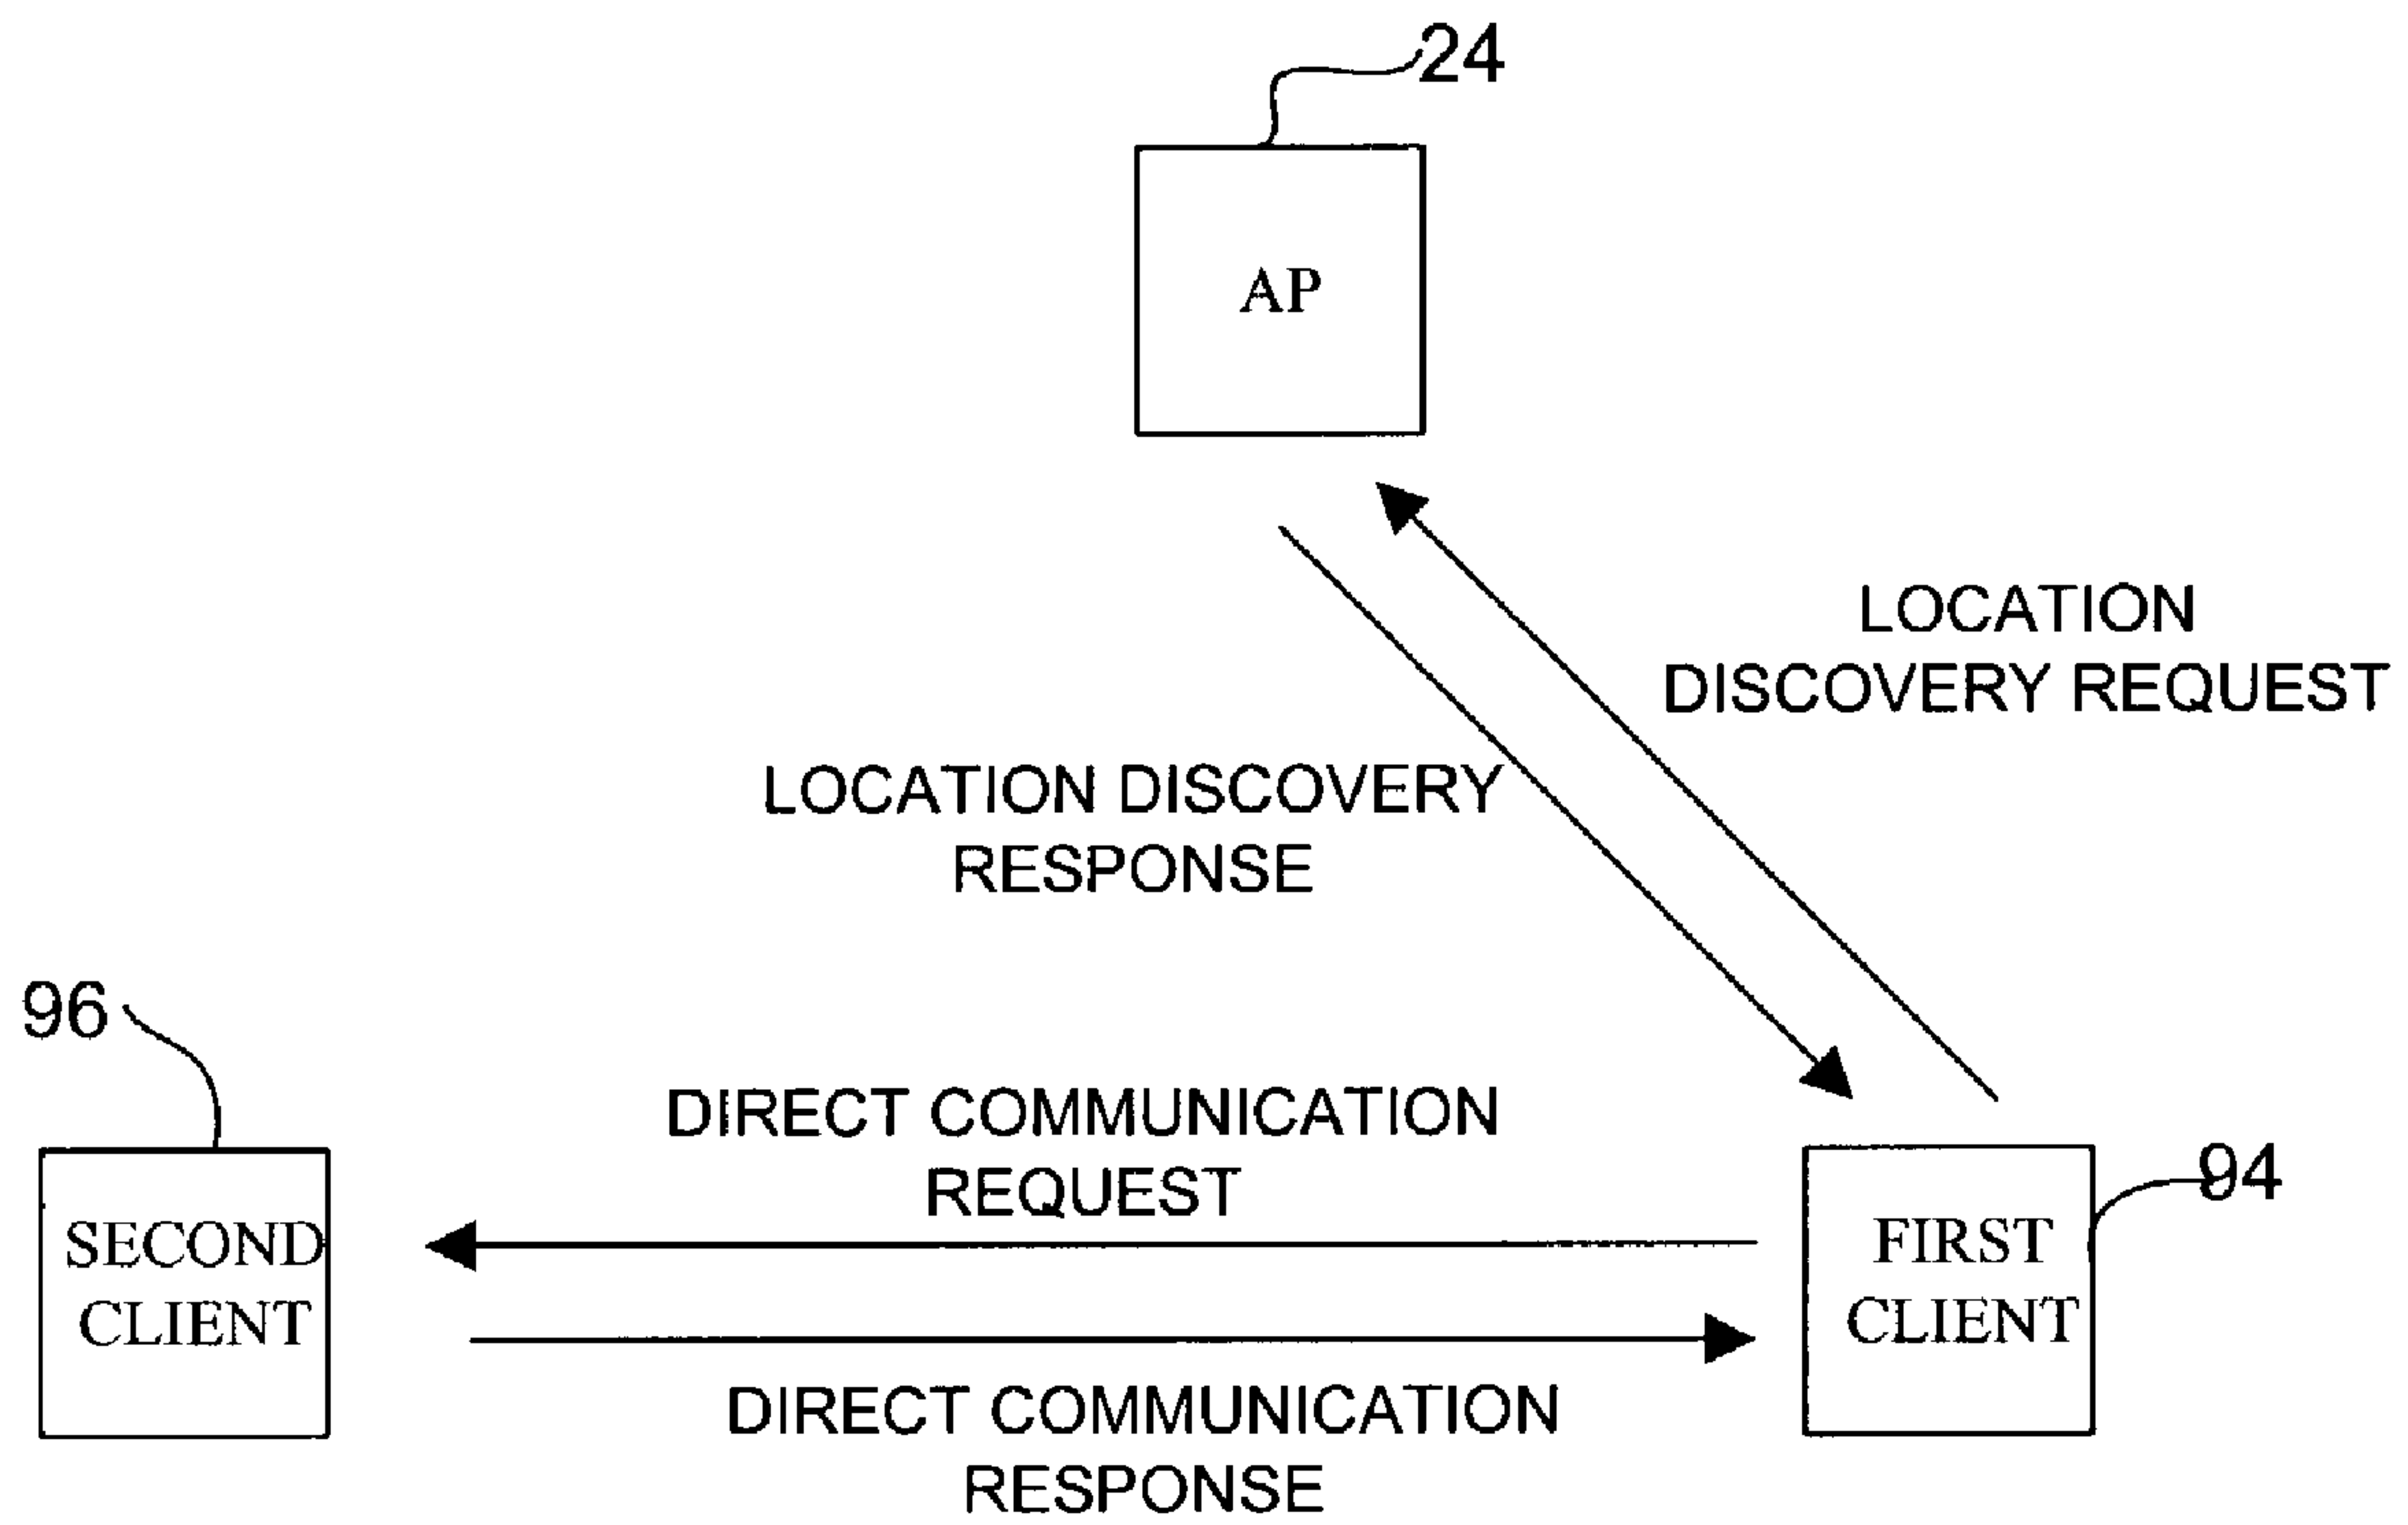 24
AP
LOCATION
DISCOVERY REQUEST
LOCATION DISCOVERY
RESPONSE
96
DIRECT COMMUNICATION
REQUEST
94
SECOND
CLIENT
FIRST
CLIENT
DIRECT COMMUNICATION
RESPONSE